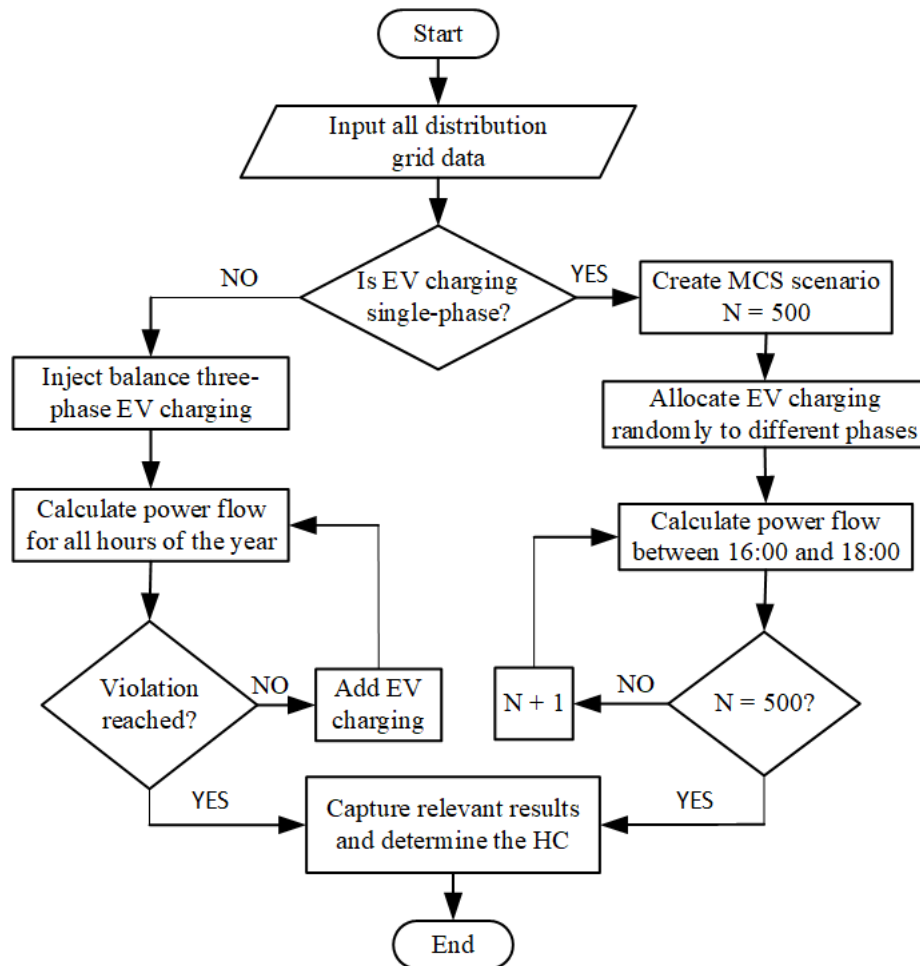 Start
Input all distribution
grid data
Is EV charging
single-phase?
NO
YES
Create MCS scenario
N = 500
Inject balance three-
phase EV charging
Allocate EV charging
randomly to different phases
Calculate power flow
for all hours of the year
Calculate power flow
between 16:00 and 18:00
Violation
reached?
NO
Add EV
charging
N + 1
NO
N = 500?
YES
YES
Capture relevant results
and determine the HC
End